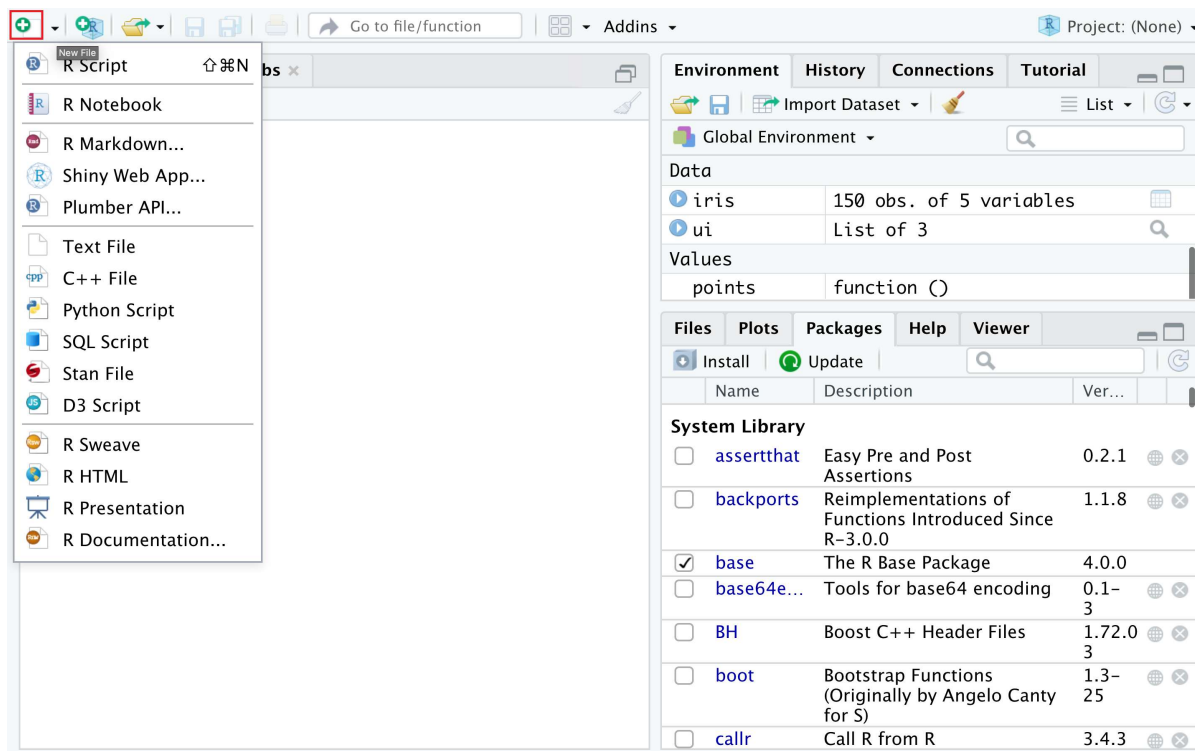 Go to file/function
Addins
Project: (None)
New File
R Script ⇧⌘N
R Notebook
R Markdown...
Shiny Web App...
Plumber API...
Text File
C++ File
Python Script
SQL Script
Stan File
D3 Script
R Sweave
R HTML
R Presentation
R Documentation...
bs
Environment History Connections Tutorial
Import Dataset List
Global Environment
Data
iris 150 obs. of 5 variables
ui List of 3
Values
points function ()
Files Plots Packages Help Viewer
Install Update
Name Description Ver...
System Library
assertthat Easy Pre and Post 0.2.1
Assertions
backports Reimplementations of 1.1.8
Functions Introduced Since
R-3.0.0
base The R Base Package 4.0.0
base64e... Tools for base64 encoding 0.1-
3
BH Boost C++ Header Files 1.72.0
3
boot Bootstrap Functions 1.3-
(Originally by Angelo Canty 25
for S)
callr Call R from R 3.4.3